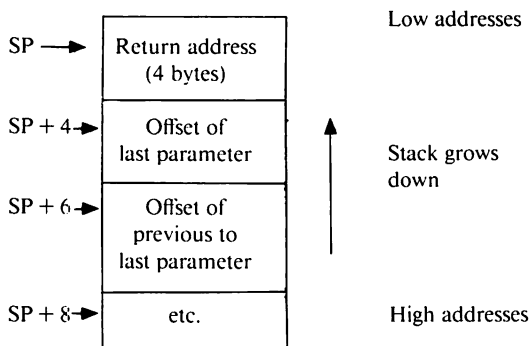 Low addresses
SP
Return address
(4 bytes)
SP + 4
Offset of
last parameter
Stack grows
down
SP + 6
Offset of
previous to
last parameter
SP + 8
etc.
High addresses